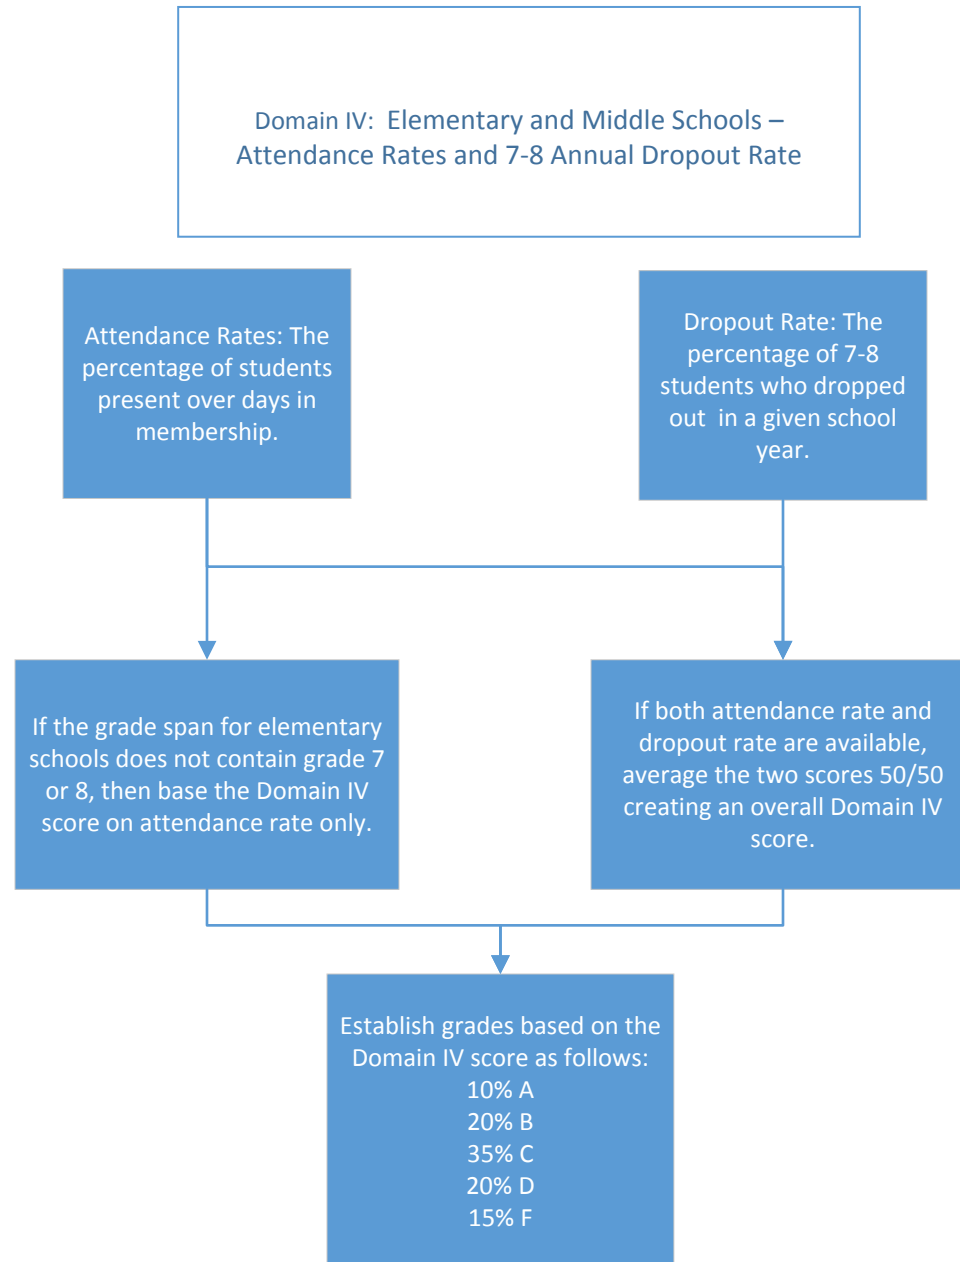 Domain IV:  Elementary and Middle Schools –
Attendance Rates and 7-8 Annual Dropout Rate
Attendance Rates: The
percentage of students
present over days in
membership.
Dropout Rate: The
percentage of 7-8
students who dropped
out  in a given school
year.
If the grade span for elementary
schools does not contain grade 7
or 8, then base the Domain IV
score on attendance rate only.
If both attendance rate and
dropout rate are available,
average the two scores 50/50
creating an overall Domain IV
score.
Establish grades based on the
Domain IV score as follows:
10% A
20% B
35% C
20% D
15% F